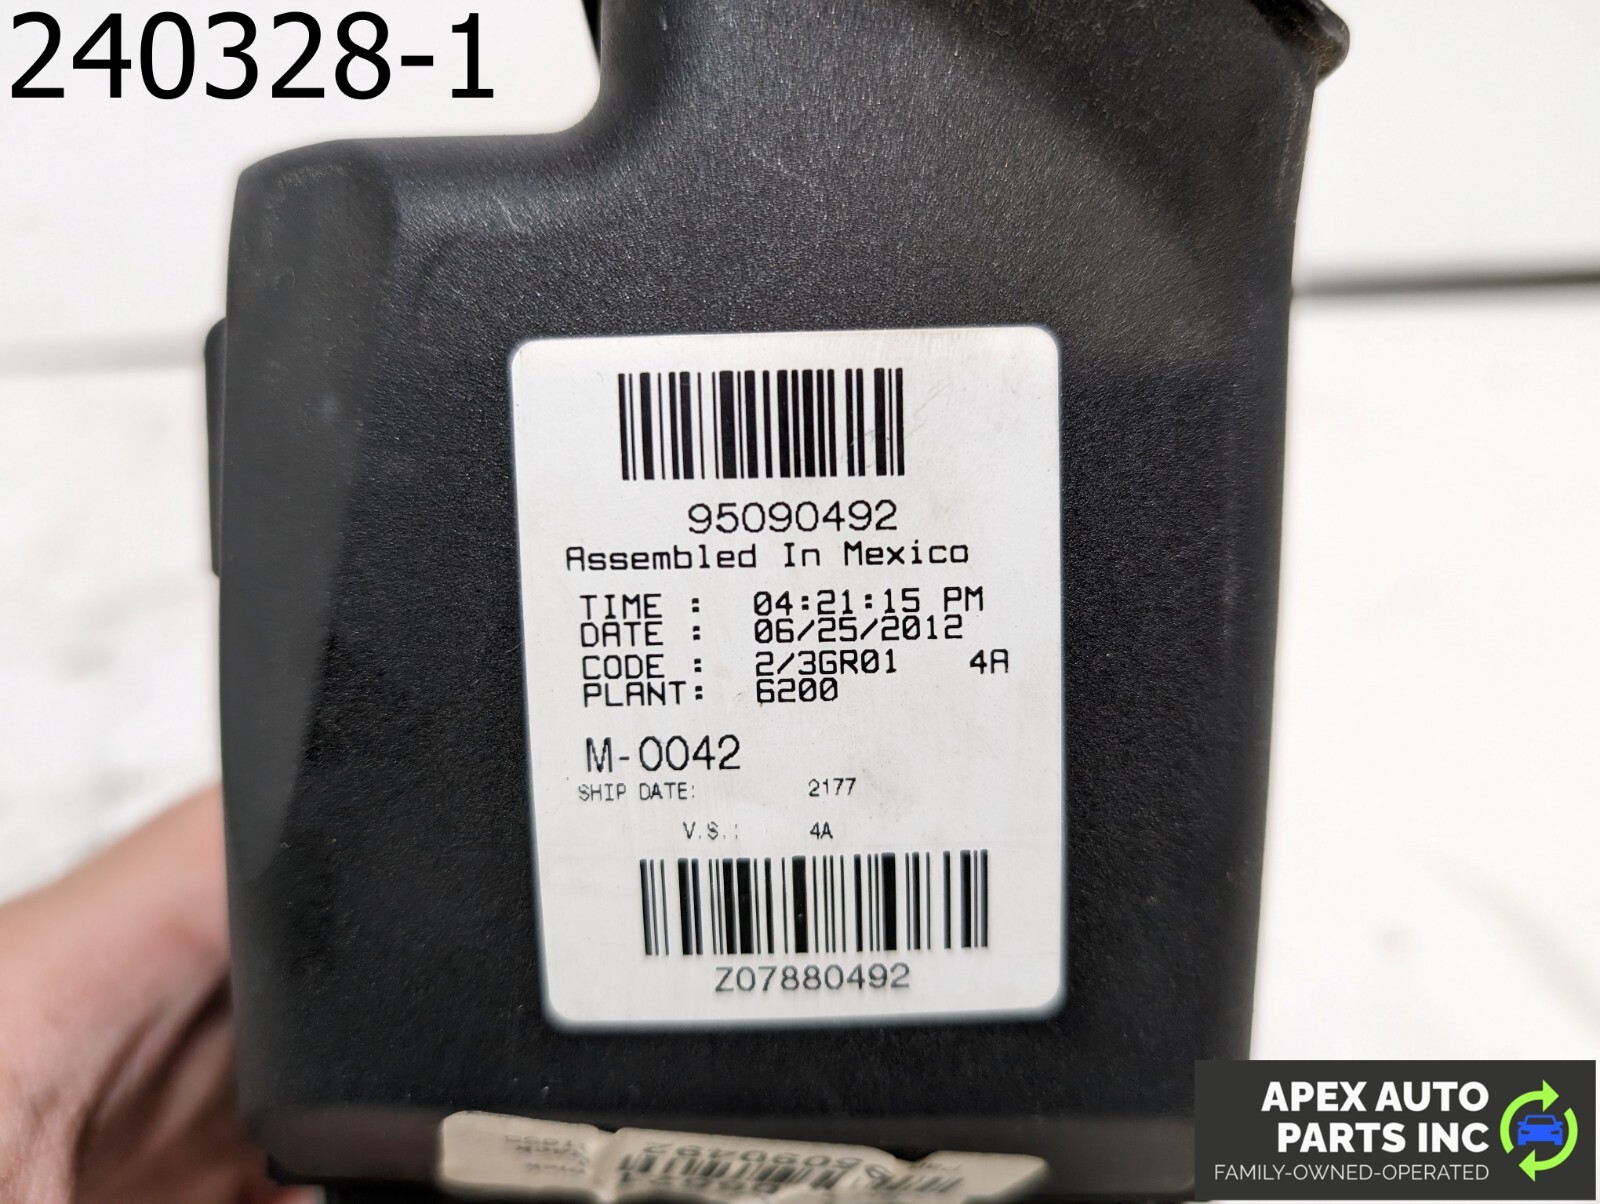 240328-1
95090492
Assembled In Mexico
TIME : 04:21:15 PM
DATE : 06/25/2012
CODE : 2/3GR01 4A
PLANT: 6200
M-0042
SHIP DATE: 2177
V.S.: 4A
Z07880492
95090492
APEX AUTO
PARTS INC
FAMILY-OWNED-OPERATED